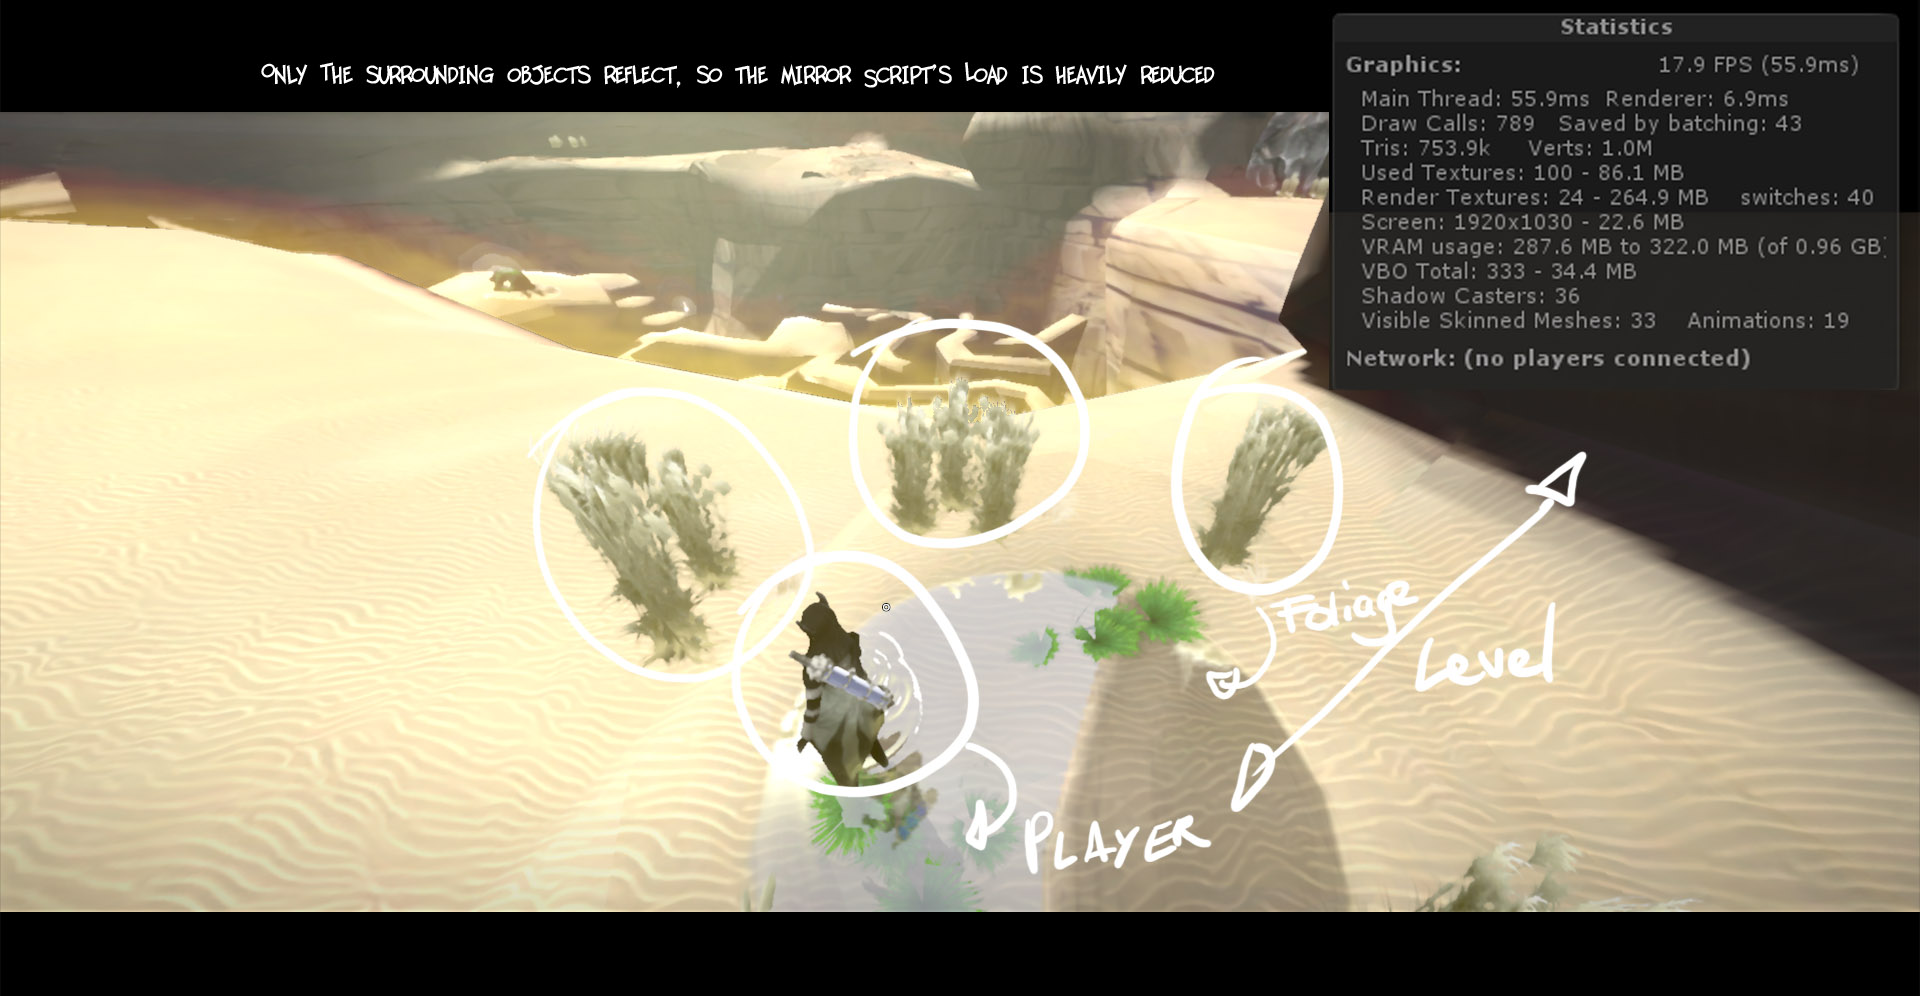 Only the surrounding objects reflect, so the mirror script's load is heavily reduced
Statistics
Graphics: 17.9 FPS (55.9ms)
Main Thread: 55.9ms Renderer: 6.9ms
Draw Calls: 789 Saved by batching: 43
Tris: 753.9k Verts: 1.0M
Used Textures: 100 - 86.1 MB
Render Textures: 24 - 264.9 MB switches: 40
Screen: 1920x1030 - 22.6 MB
VRAM usage: 287.6 MB to 322.0 MB (of 0.96 GB)
VBO Total: 333 - 34.4 MB
Shadow Casters: 36
Visible Skinned Meshes: 33 Animations: 19
Network: (no players connected)
Foliage
Level
PLAYER